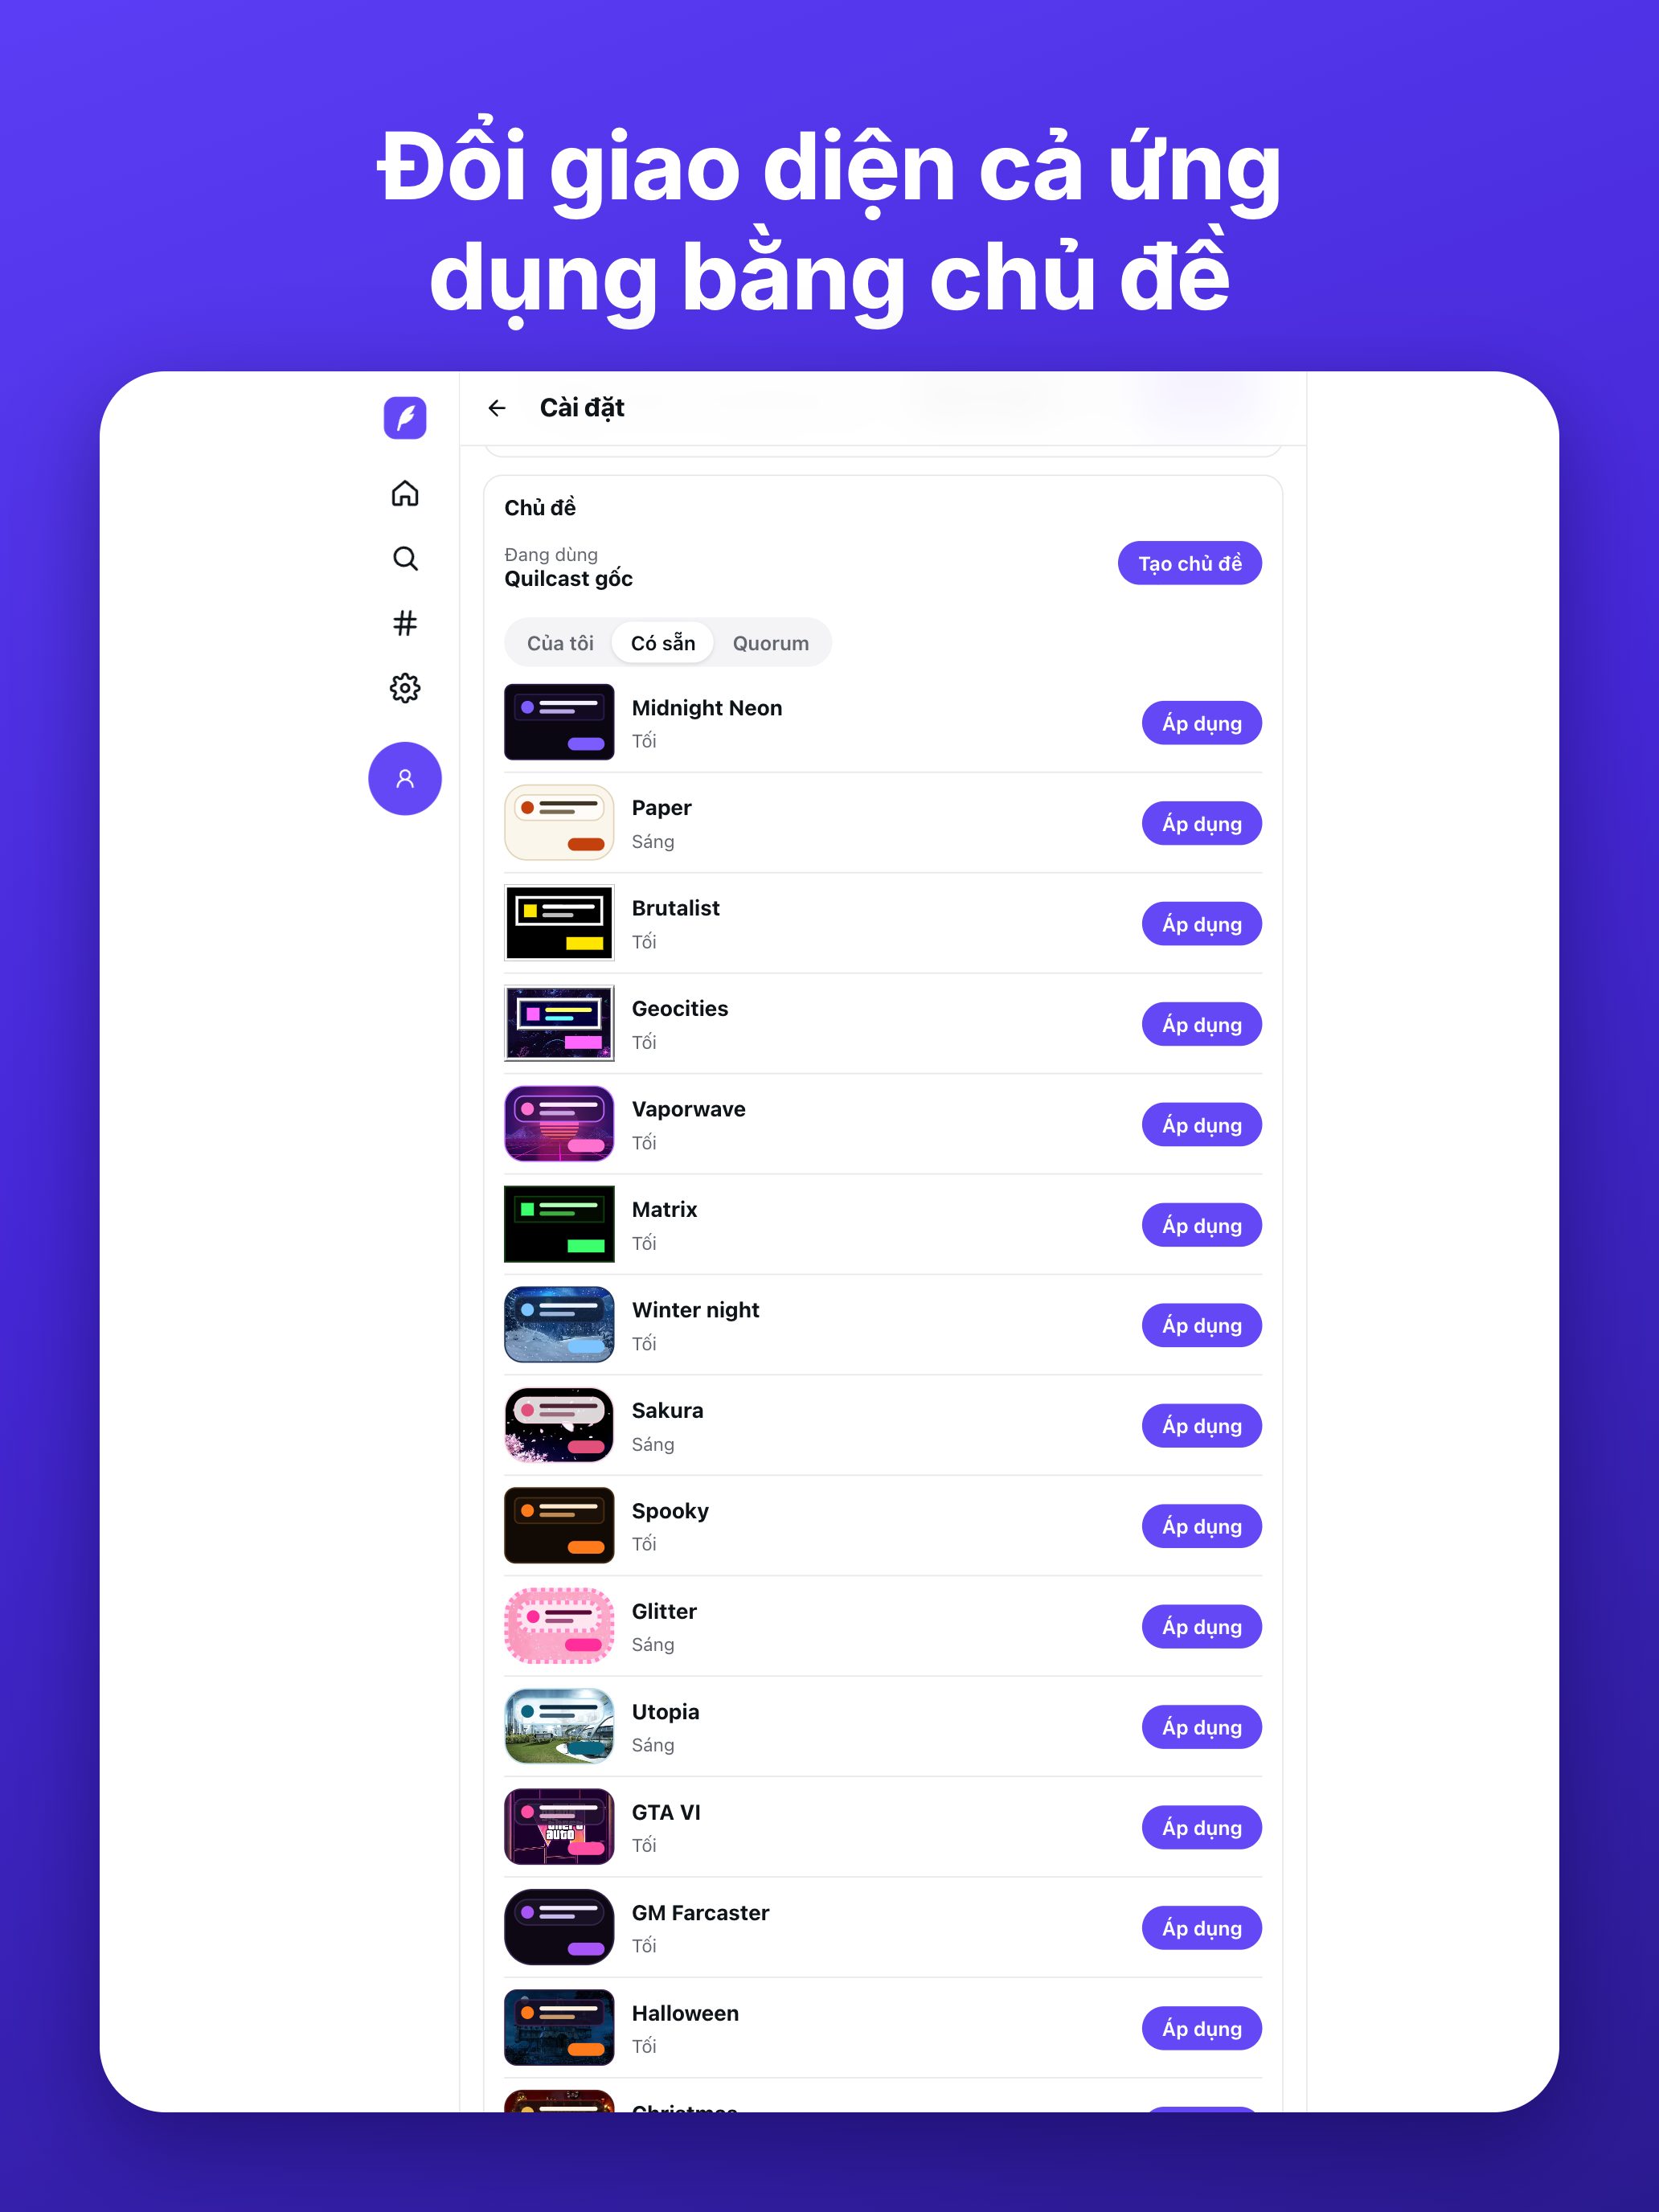 Đổi giao diện cả ứng
dụng bằng chủ đề
Cài đặt
Chủ đề
Đang dùng
Quilcast gốc
Tạo chủ đề
Của tôi
Có sẵn
Quorum
Midnight Neon
Tối
Áp dụng
Paper
Sáng
Áp dụng
Brutalist
Tối
Áp dụng
Geocities
Tối
Áp dụng
Vaporwave
Tối
Áp dụng
Matrix
Tối
Áp dụng
Winter night
Tối
Áp dụng
Sakura
Sáng
Áp dụng
Spooky
Tối
Áp dụng
Glitter
Sáng
Áp dụng
Utopia
Sáng
Áp dụng
GTA VI
Tối
auto
Áp dụng
GM Farcaster
Tối
Áp dụng
Halloween
Tối
Áp dụng
Christmas